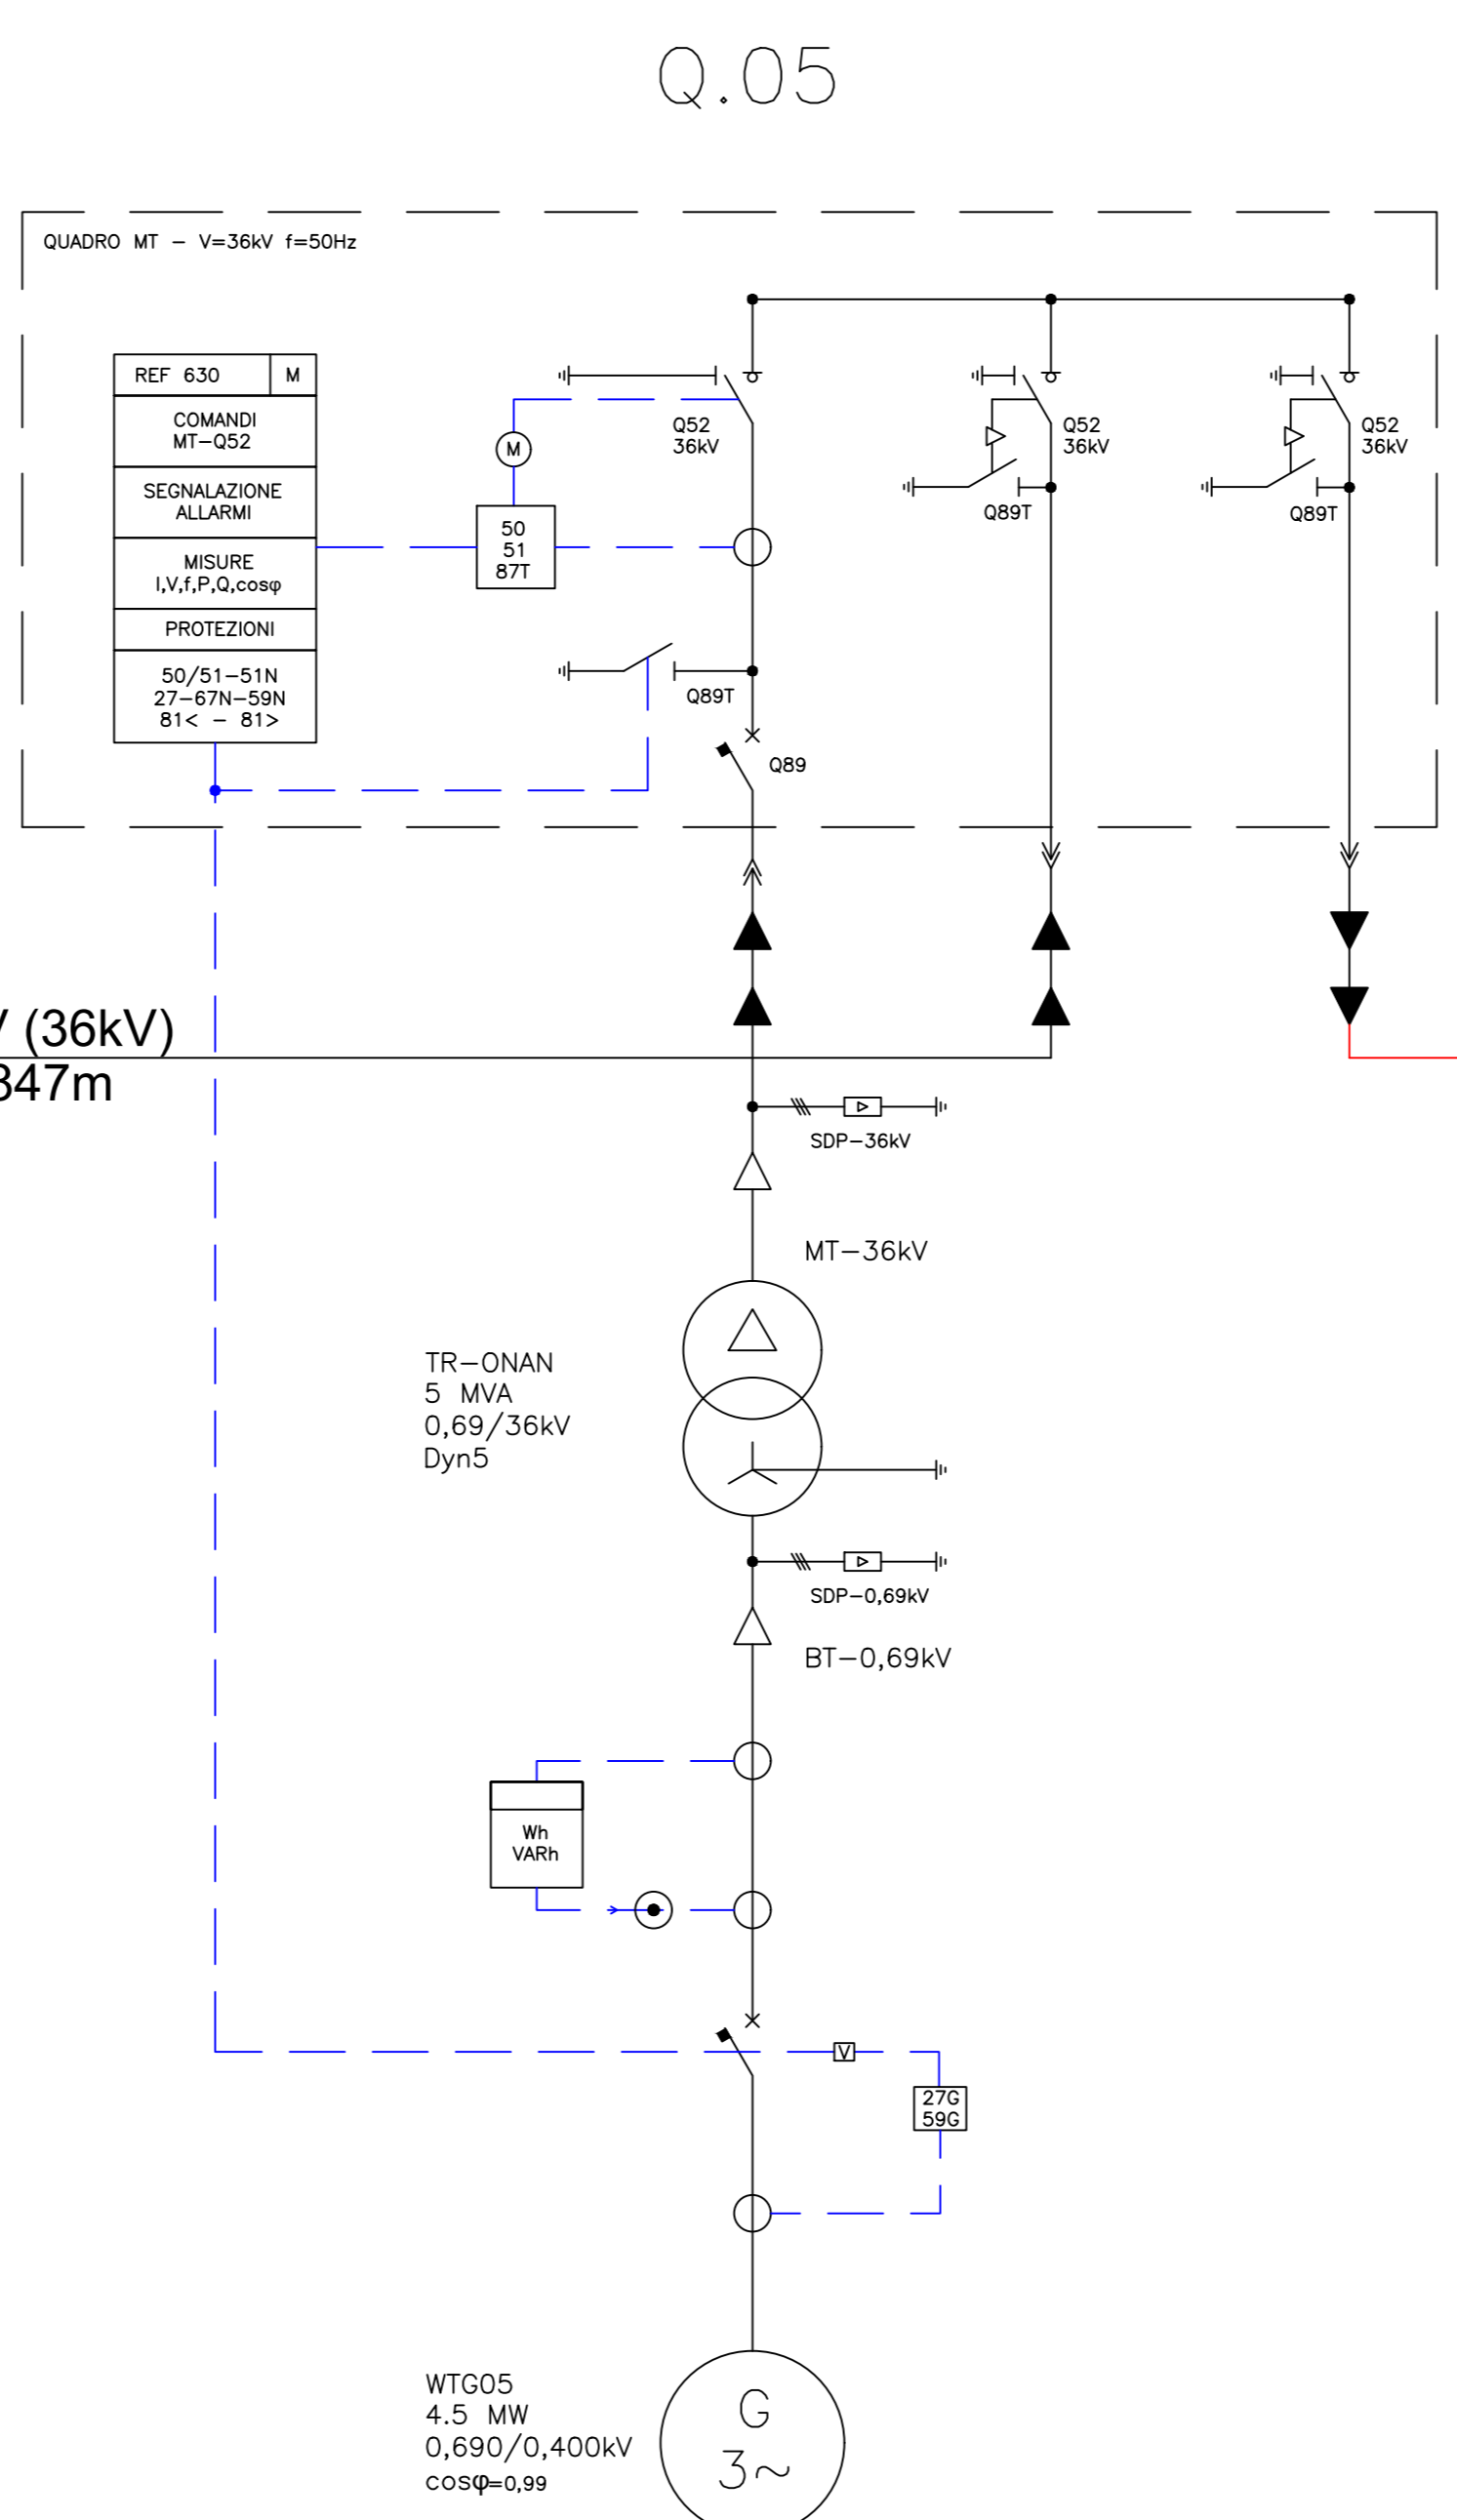 Q.05
QUADRO MT - V=36kV f=50Hz
REF 630
M
COMANDI
MT-Q52
SEGNALAZIONE
ALLARMI
MISURE
I,V,f,P,Q,cosφ
PROTEZIONI
50/51-51N
27-67N-59N
81< - 81>
M
50
51
87T
Q52
36kV
Q89T
Q89
Q52
36kV
Q89T
Q52
36kV
Q89T
(36kV)
347m
SDP-36kV
MT-36kV
TR-ONAN
5 MVA
0,69/36kV
Dyn5
SDP-0,69kV
BT-0,69kV
Wh
VARh
V
27G
59G
WTG05
4.5 MW
0,690/0,400kV
cosφ=0,99
G
3~